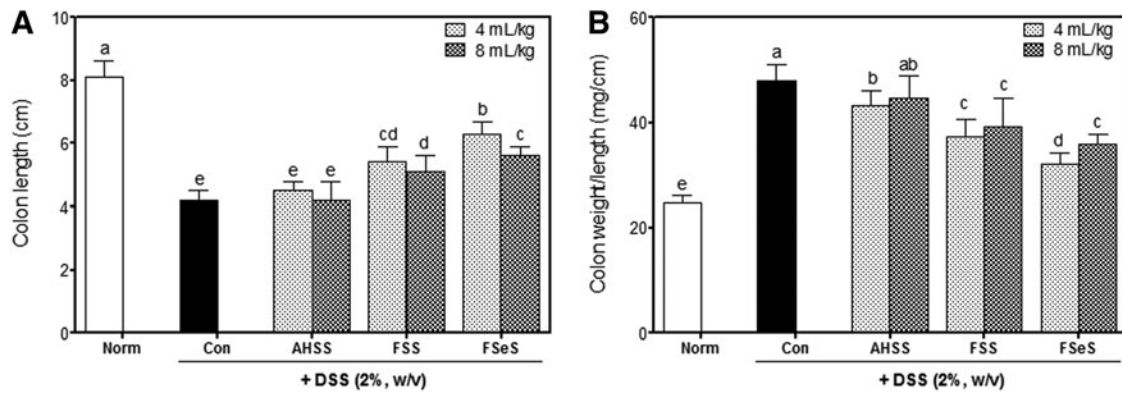 A
Colon length (cm)
10
8
6
4
2
0
4 mL/kg
8 mL/kg
a
e
e
e
cd
d
b
c
Norm
Con
AHSS
FSS
FSeS
+ DSS (2%, w/v)
B
Colon weight/length (mg/cm)
60
40
20
0
4 mL/kg
8 mL/kg
e
a
b
ab
c
c
d
c
Norm
Con
AHSS
FSS
FSeS
+ DSS (2%, w/v)